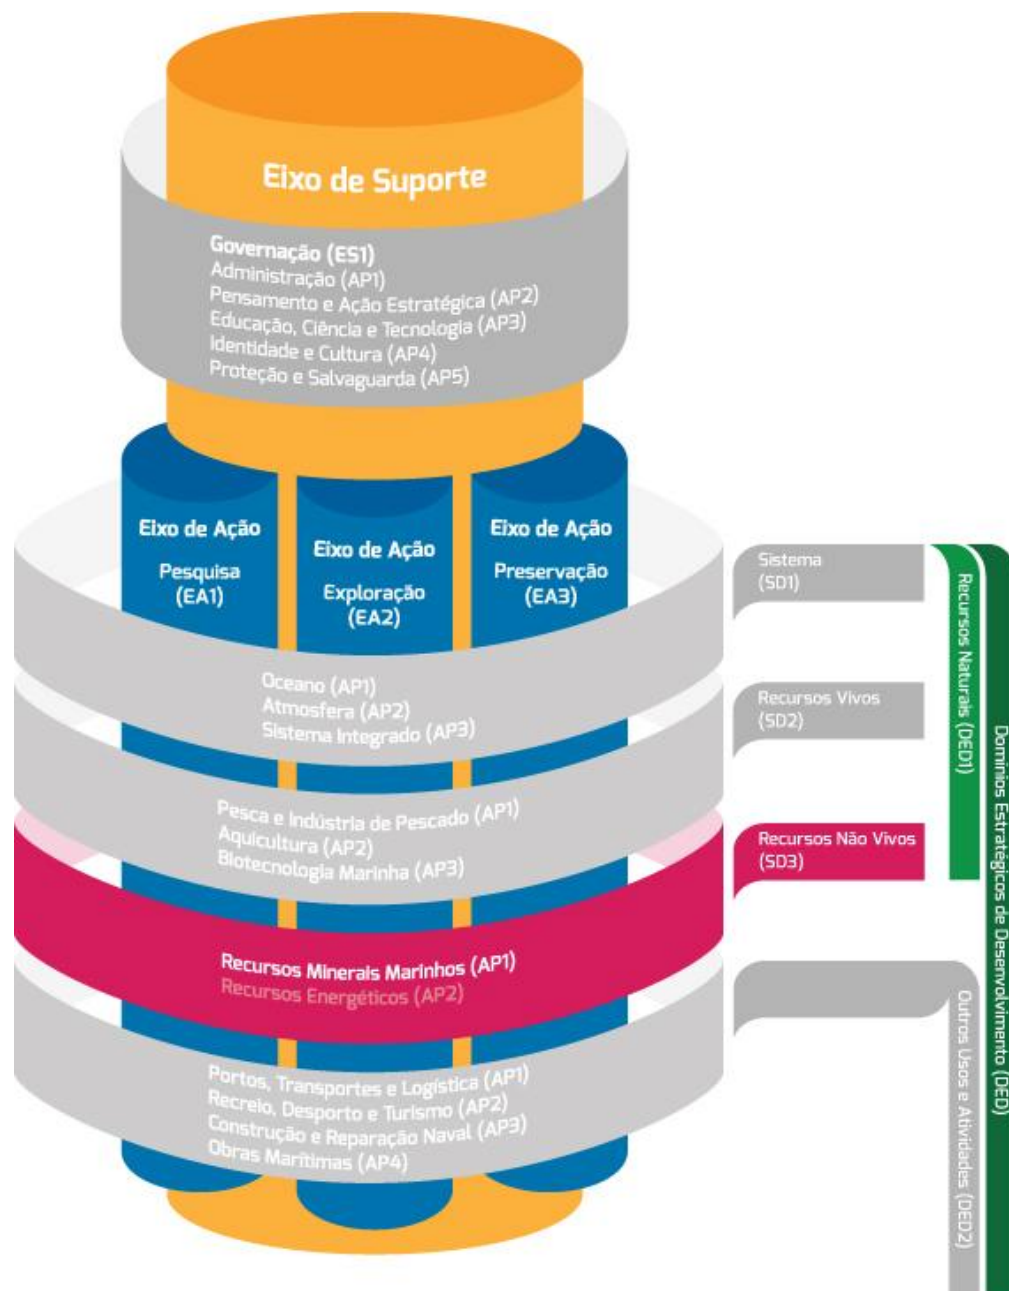 Eixo de Suporte
Governação (ES1)
Administração (AP1)
Pensamento e Ação Estratégica (AP2)
Educação, Ciência e Tecnologia (AP3)
Identidade e Cultura (AP4)
Proteção e Salvaguarda (AP5)
Eixo de Ação
Pesquisa
(EA1)
Eixo de Ação
Exploração
(EA2)
Eixo de Ação
Preservação
(EA3)
Oceano (AP1)
Atmosfera (AP2)
Sistema Integrado (AP3)
Pesca e Indústria de Pescado (AP1)
Aquicultura (AP2)
Biotecnologia Marinha (AP3)
Recursos Minerais Marinhos (AP1)
Recursos Energéticos (AP2)
Portos, Transportes e Logística (AP1)
Recreio, Desporto e Turismo (AP2)
Construção e Reparação Naval (AP3)
Obras Marítimas (AP4)
Sistema
(SD1)
Recursos Vivos
(SD2)
Recursos Não Vivos
(SD3)
Recursos Naturais (DED1)
Outros Usos e Atividades (DED2)
Domínios Estratégicos de Desenvolvimento (DED)